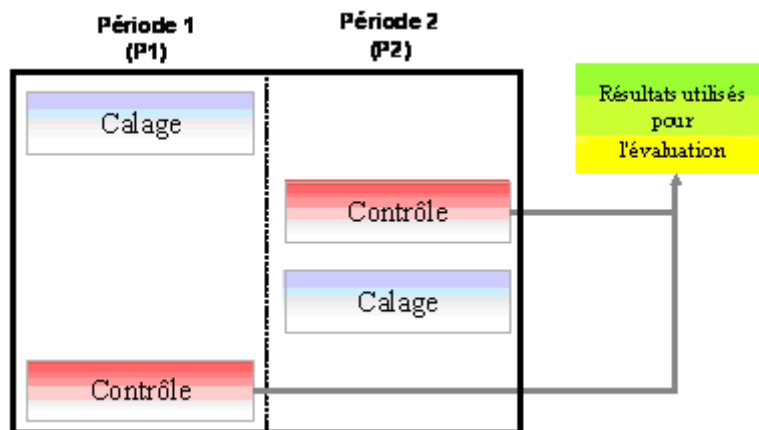 Période 1
(P1)
Période 2
(P2)
Calage
Résultats utilisés
pour
l'évaluation
Contrôle
Calage
Contrôle